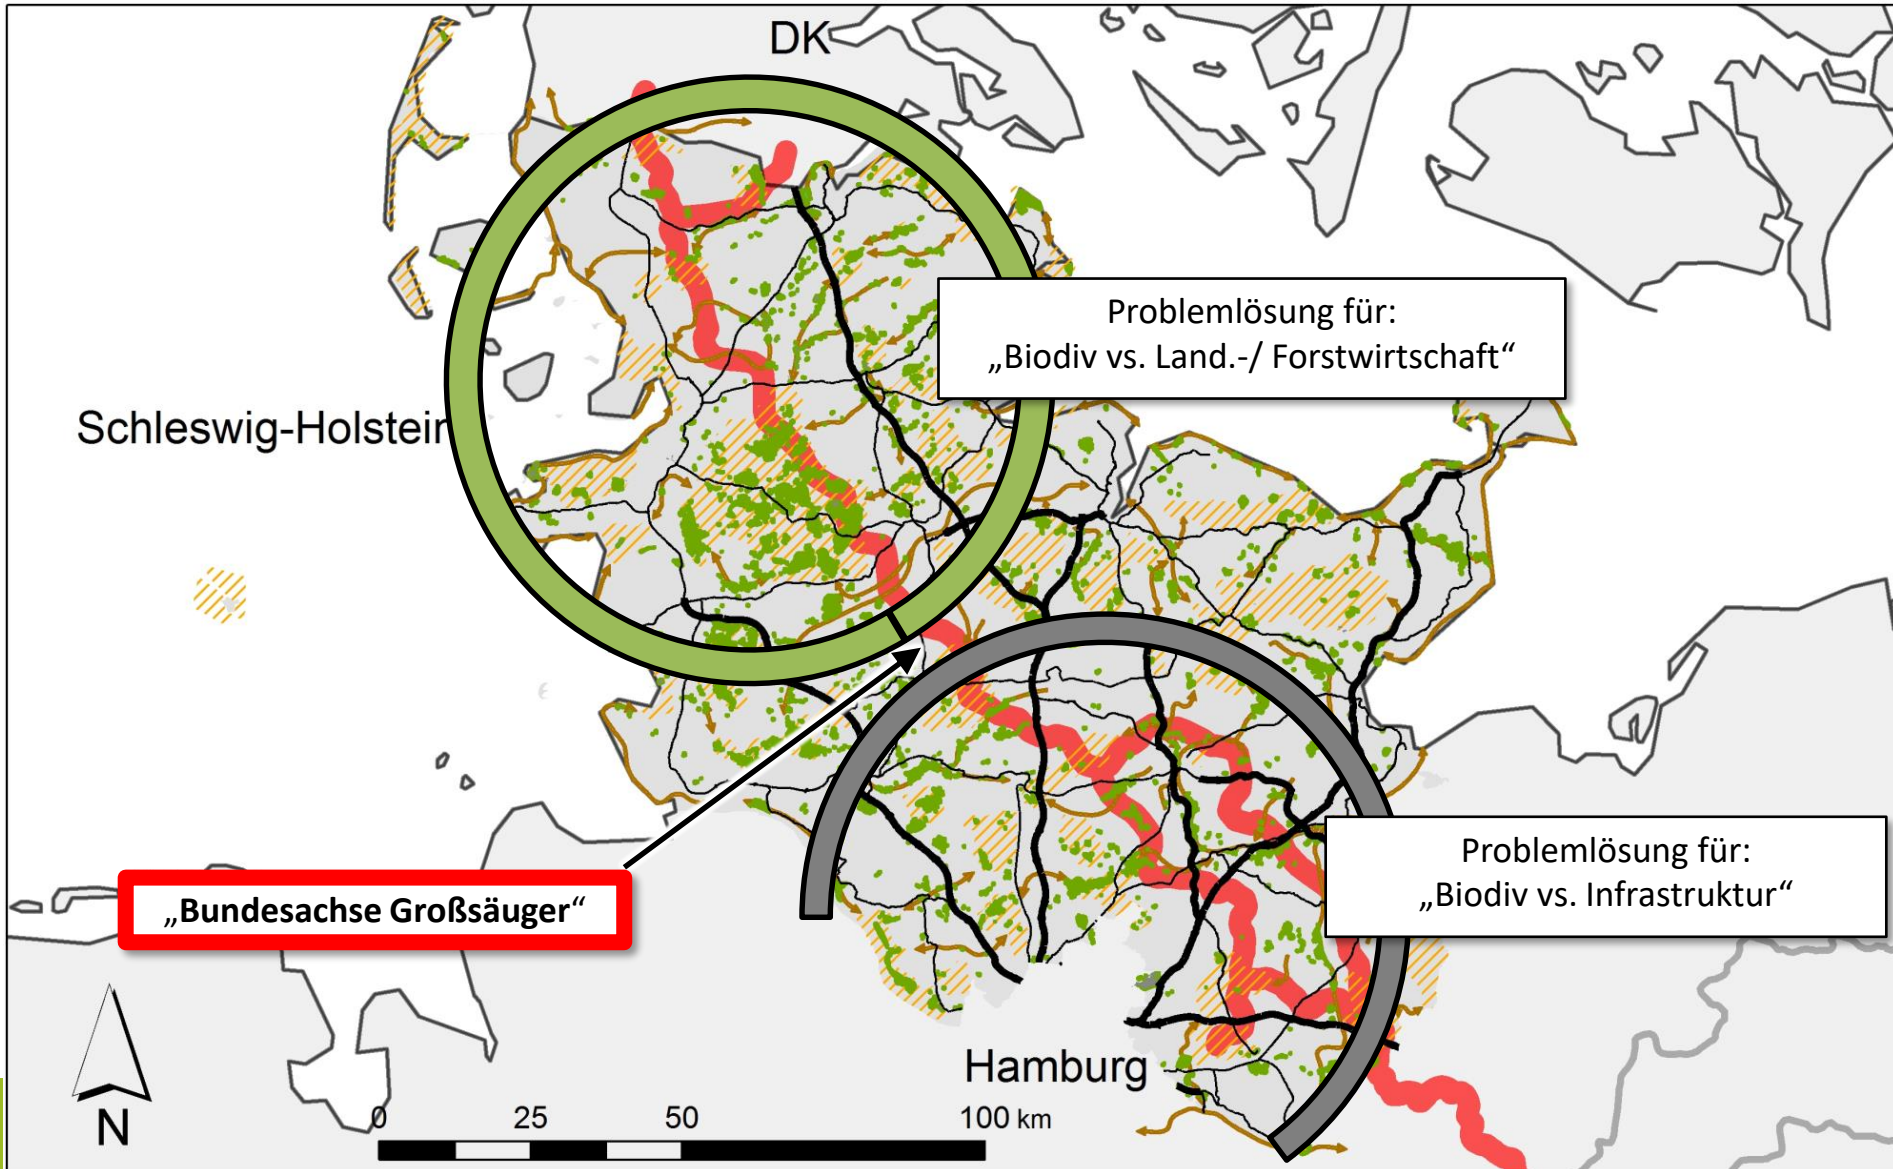 DK
Problemlösung für:
„Biodiv vs. Land.-/ Forstwirtschaft“
Schleswig-Holstein
Problemlösung für:
„Biodiv vs. Infrastruktur“
„Bundesachse Großsäuger“
Hamburg
N
0 25 50 100 km